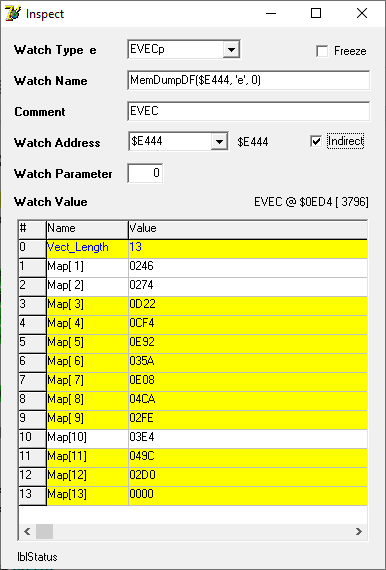 Inspect
Watch Type e EVECp Freeze
Watch Name MemDumpDF($E444, 'e', 0)
Comment EVEC
Watch Address $E444 $E444 Indirect
Watch Parameter 0
Watch Value EVEC @ $0ED4 [ 3796]
# Name Value
0 Vect_Length 13
1 Map[ 1] 0246
2 Map[ 2] 0274
3 Map[ 3] 0D22
4 Map[ 4] 0CF4
5 Map[ 5] 0E92
6 Map[ 6] 035A
7 Map[ 7] 0E08
8 Map[ 8] 04CA
9 Map[ 9] 02FE
10 Map[10] 03E4
11 Map[11] 049C
12 Map[12] 02D0
13 Map[13] 0000
lblStatus